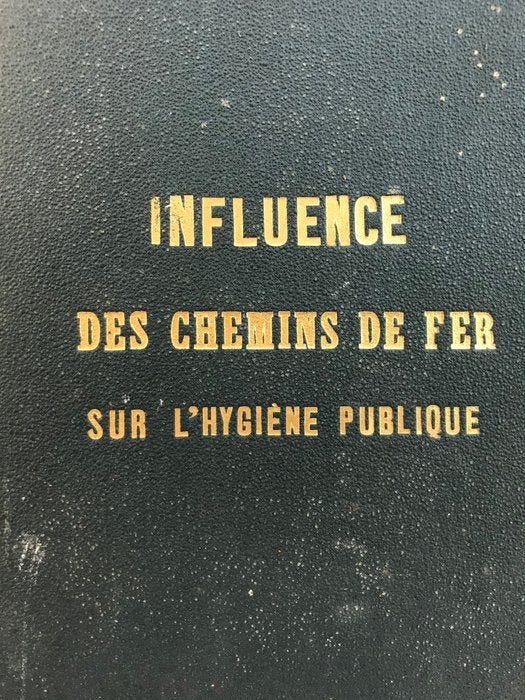 INFLUENCE
DES CHEMINS DE FER
SUR L'HYGIÈNE PUBLIQUE